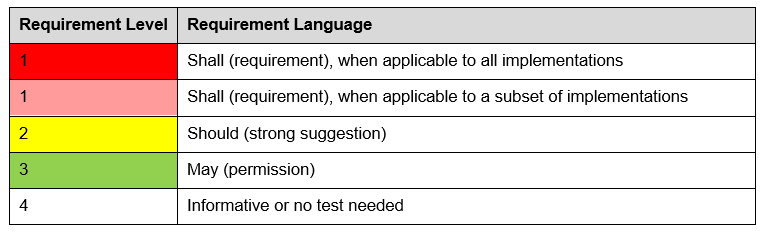 Requirement Level Requirement Language
1 Shall (requirement), when applicable to all implementations
1 Shall (requirement), when applicable to a subset of implementations
2 Should (strong suggestion)
3 May (permission)
4 Informative or no test needed